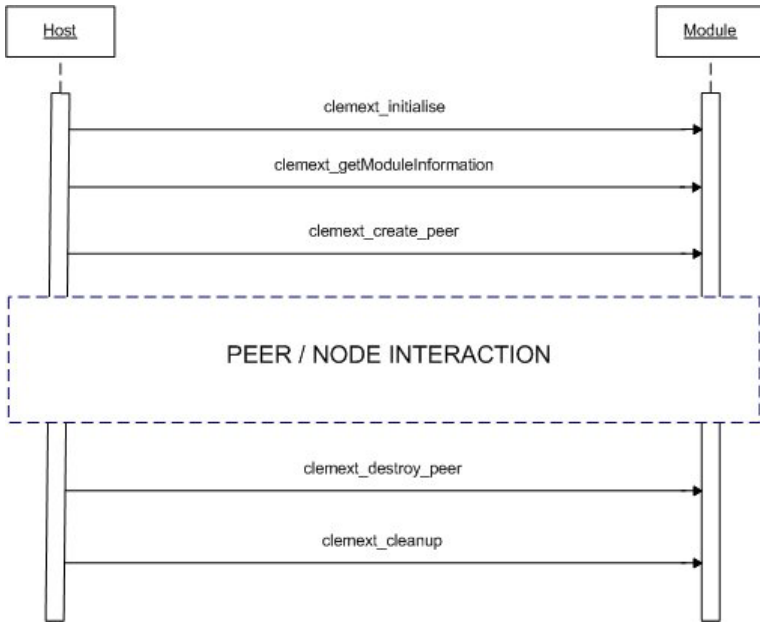 Host
Module
clemext_initialise
clemext_getModuleInformation
clemext_create_peer
PEER / NODE INTERACTION
clemext_destroy_peer
clemext_cleanup